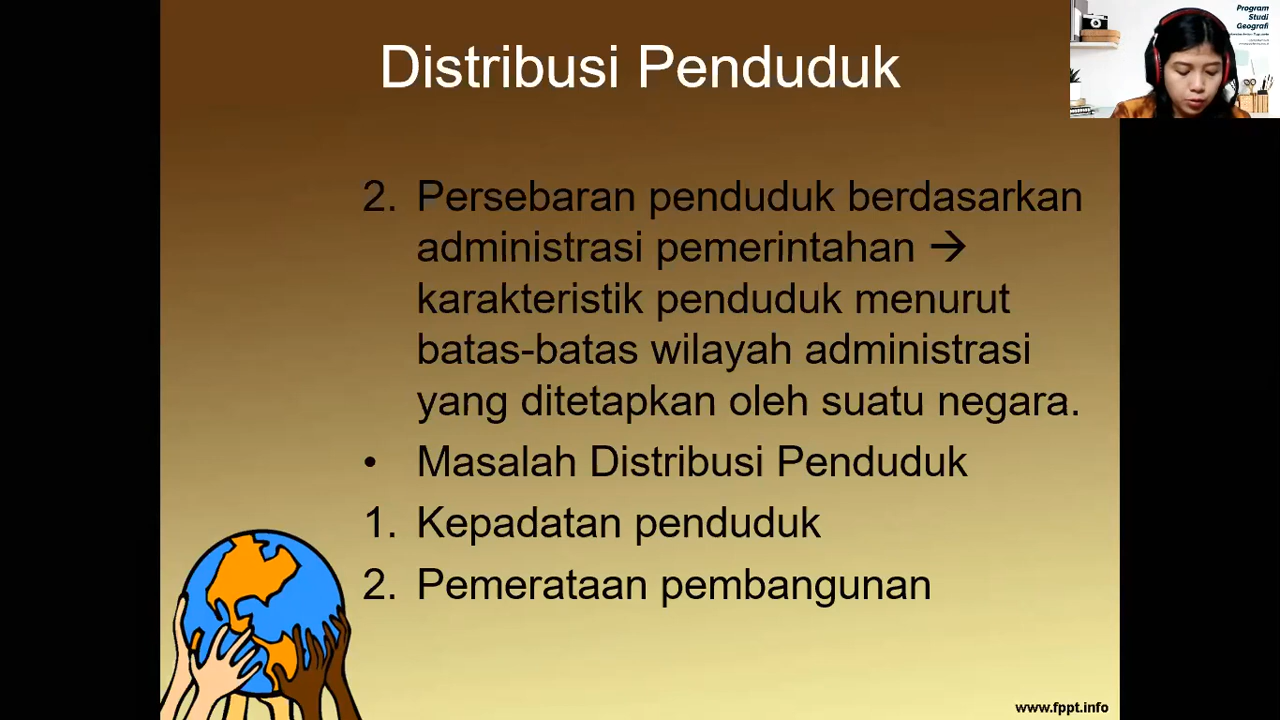 Distribusi Penduduk
Program
Studi
Geografi
2. Persebaran penduduk berdasarkan
administrasi pemerintahan →
karakteristik penduduk menurut
batas-batas wilayah administrasi
yang ditetapkan oleh suatu negara.
• Masalah Distribusi Penduduk
1. Kepadatan penduduk
2. Pemerataan pembangunan
www.fppt.info